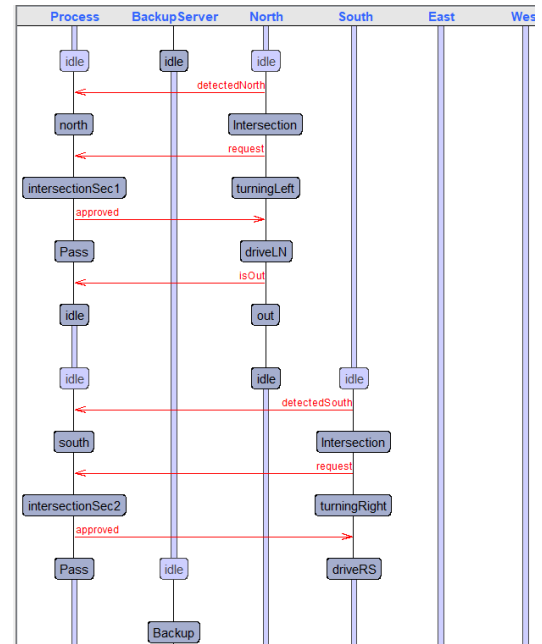 Process BackupServer North South East Wes
idle idle idle
detectedNorth
north Intersection
request
intersectionSec1 turningLeft
approved
Pass driveLN
isOut
idle out
idle idle idle
detectedSouth
south Intersection
request
intersectionSec2 turningRight
approved
Pass idle driveRS
Backup